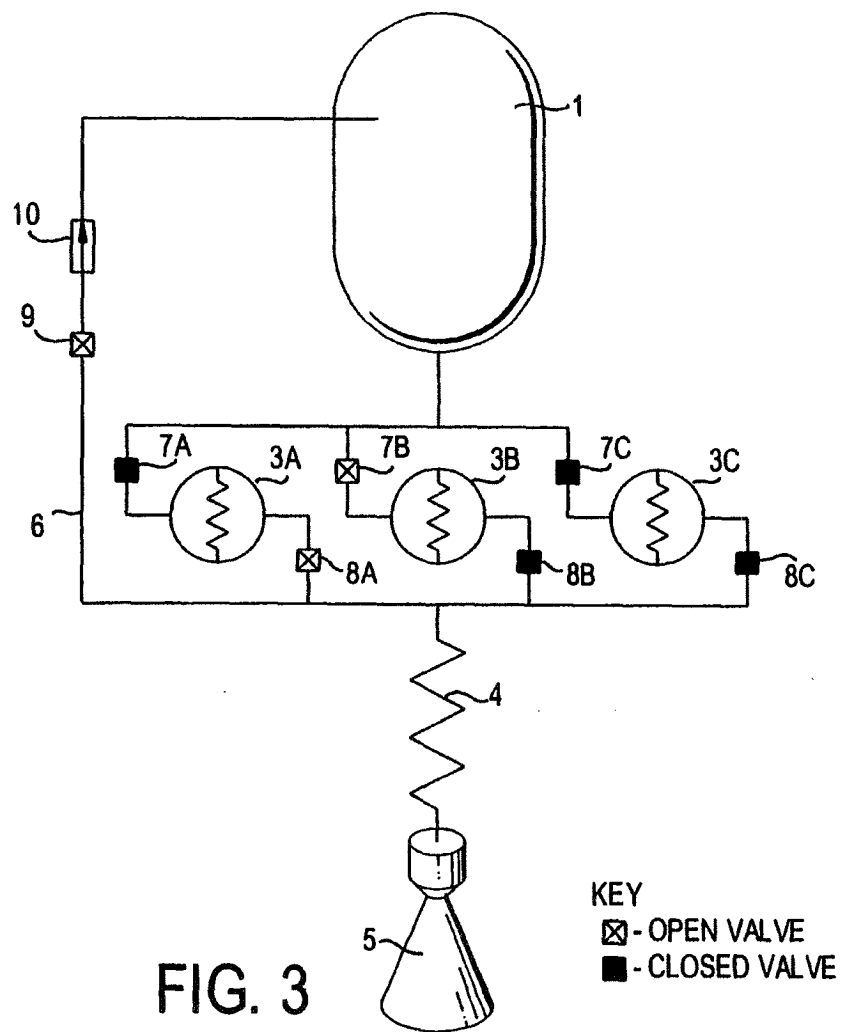 1
10
9
7A
3A
7B
3B
7C
3C
6
8A
8B
8C
4
5
KEY
- OPEN VALVE
- CLOSED VALVE
FIG. 3